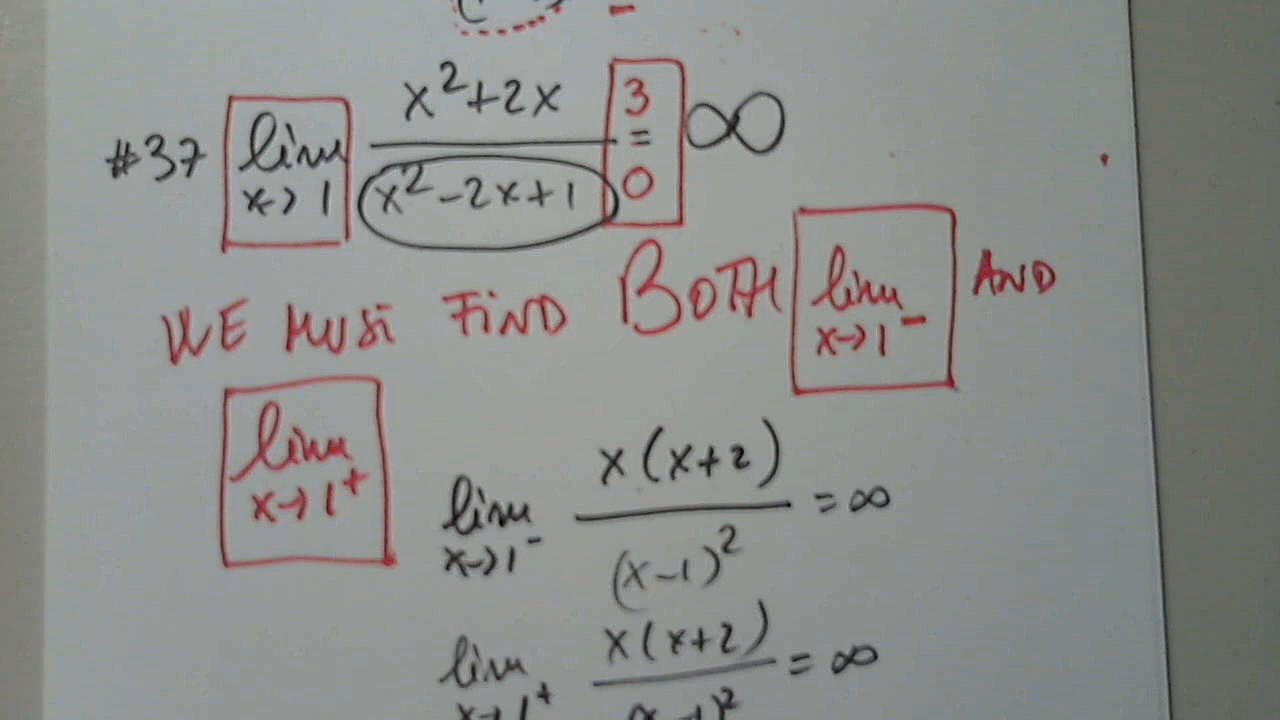 #37 lim x→1 x²+2x / x²-2x+1 3 = 0 ∞
WE MUST FIND BOTH lim x→1⁻ AND
lim x→1⁺
lim x→1⁻ x(x+2) / (x-1)² = ∞
lim x→1⁺ x(x+2) / (x-1)² = ∞